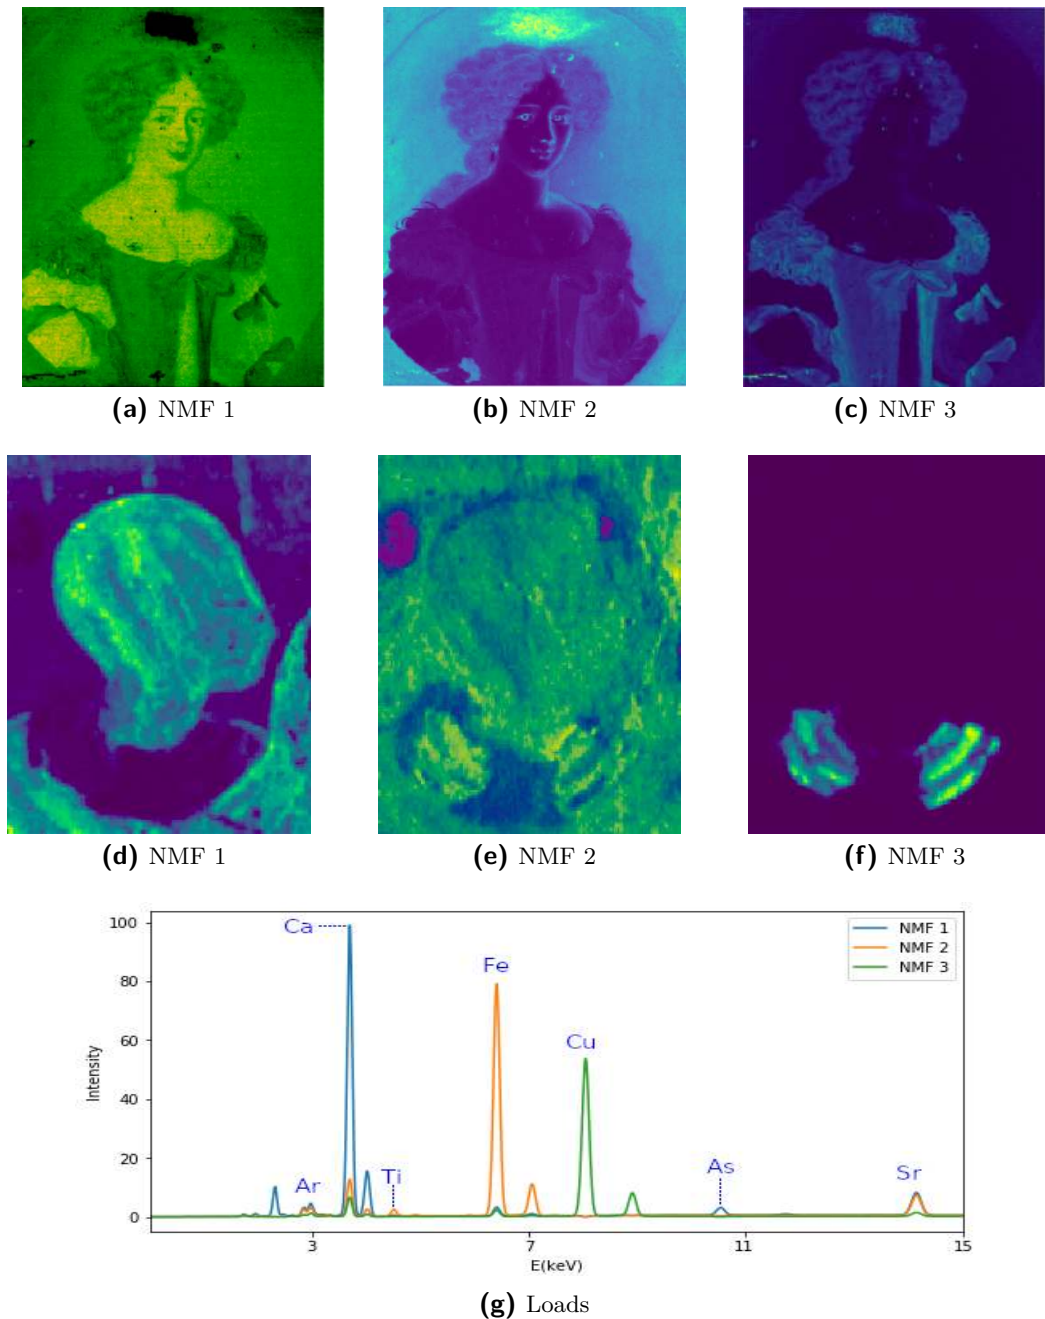 (a) NMF 1
(b) NMF 2
(c) NMF 3
(d) NMF 1
(e) NMF 2
(f) NMF 3
Intensity
100
80
60
40
20
0
Ca
Ar
Ti
Fe
Cu
As
Sr
NMF 1
NMF 2
NMF 3
3
7
11
15
E(keV)
(g) Loads